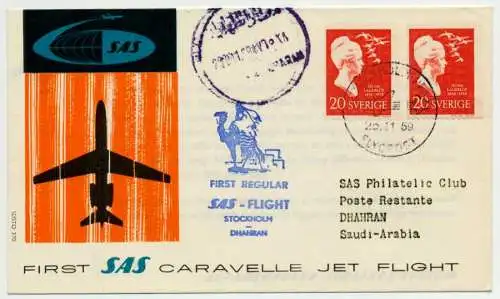 SAS
20 SVERIGE
20 SVERIGE
59
FIRST REGULAR
SAS-FLIGHT
STOCKHOLM
–
DHAHRAN
SAS Philatelic Club
Poste Restante
DHAHRAN
Saudi-Arabia
FIRST SAS CARAVELLE JET FLIGHT